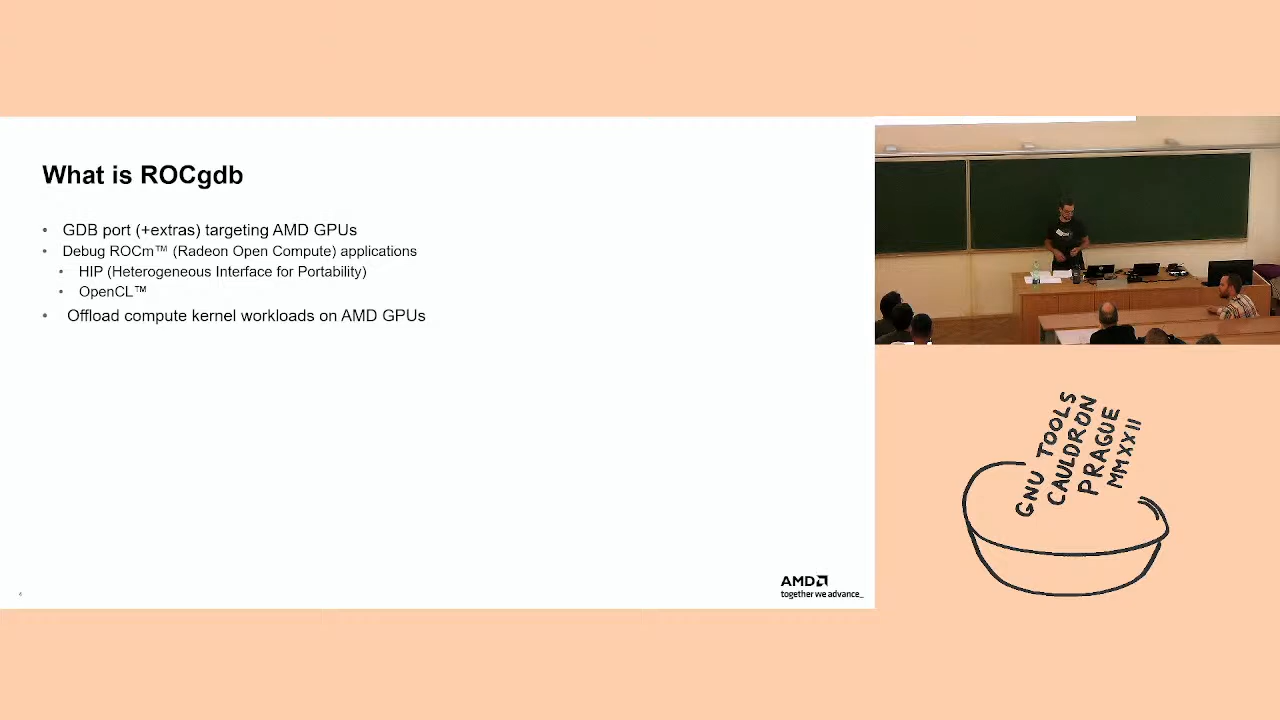 What is ROCgdb
• GDB port (+extras) targeting AMD GPUs
• Debug ROCm™ (Radeon Open Compute) applications
• HIP (Heterogeneous Interface for Portability)
• OpenCL™
• Offload compute kernel workloads on AMD GPUs
4
AMD
together we advance_
GNU TOOLS
CAULDRON
PRAGUE
MMXXII